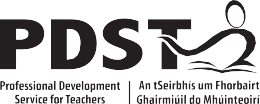 PDST
Professional Development
Service for Teachers
An tSeirbhís um Fhorbairt
Ghairmiúil do Mhúinteoirí